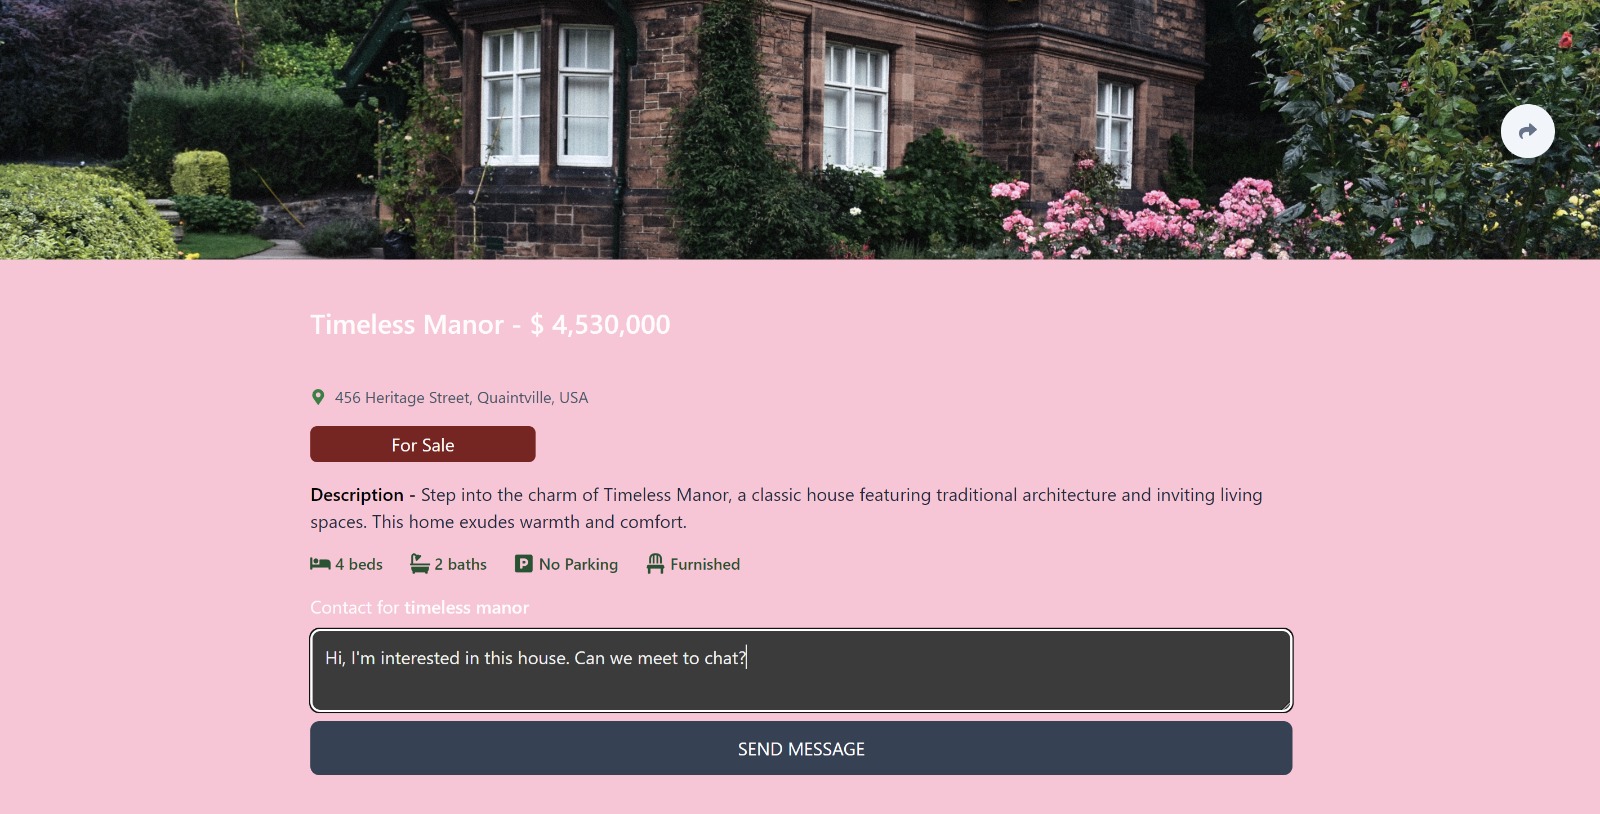 Timeless Manor - $ 4,530,000
456 Heritage Street, Quaintville, USA
For Sale
Description - Step into the charm of Timeless Manor, a classic house featuring traditional architecture and inviting living
spaces. This home exudes warmth and comfort.
4 beds 2 baths P No Parking Furnished
Contact for timeless manor
Hi, I'm interested in this house. Can we meet to chat?
SEND MESSAGE